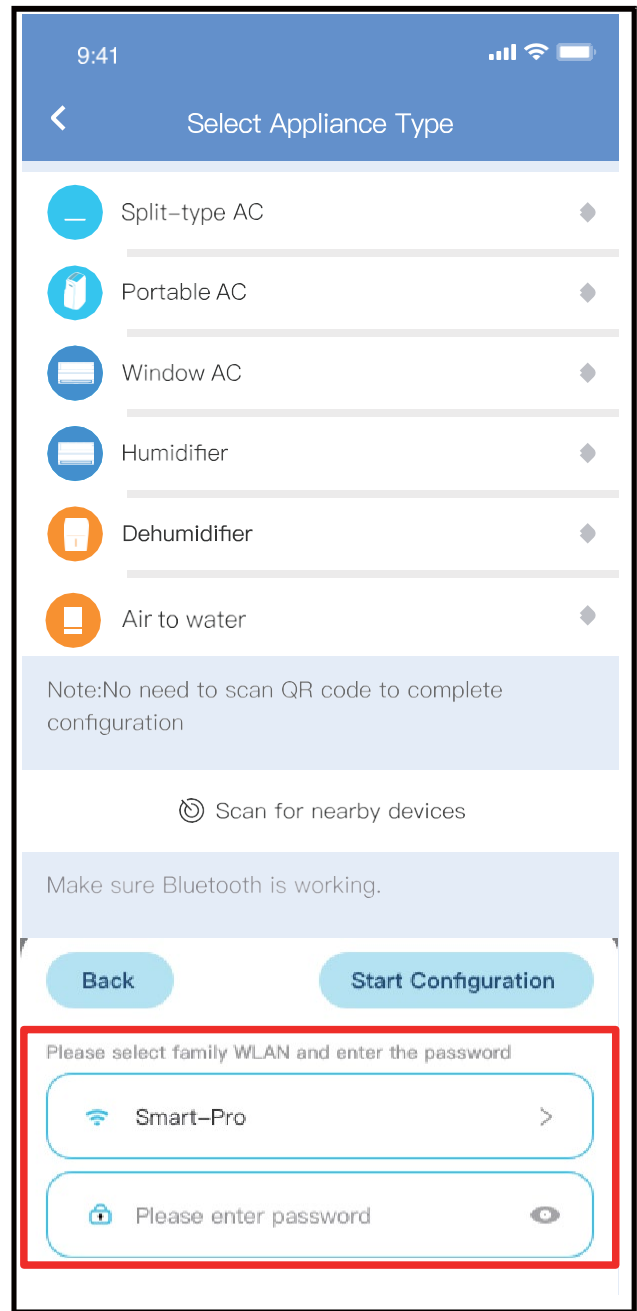 9:41
Select Appliance Type
Split-type AC
Portable AC
Window AC
Humidifier
Dehumidifier
Air to water
Note:No need to scan QR code to complete
configuration
Scan for nearby devices
Make sure Bluetooth is working.
Back
Start Configuration
Please select family WLAN and enter the password
Smart-Pro
Please enter password